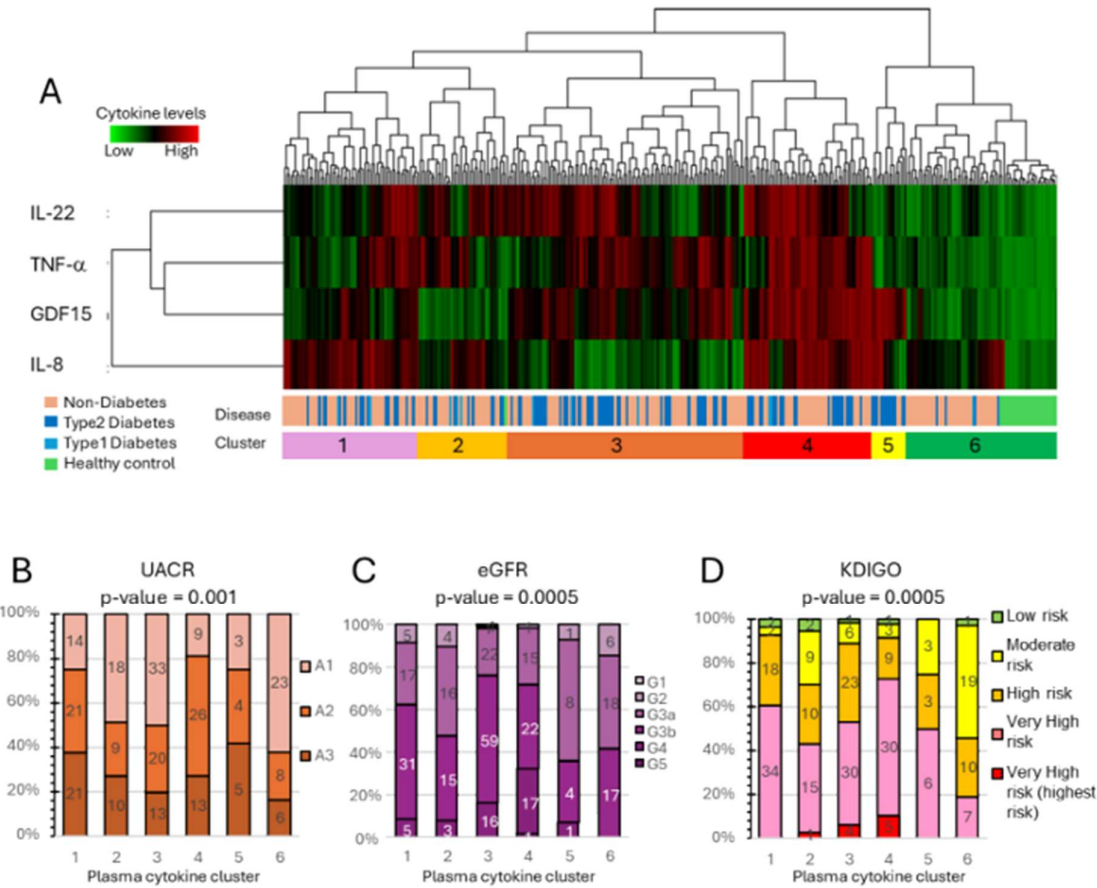 A
Cytokine levels
Low High
IL-22
TNF-α
GDF15
IL-8
Non-Diabetes
Type2 Diabetes
Type1 Diabetes
Healthy control
Disease
Cluster
1 2 3 4 5 6
B
UACR
p-value = 0.001
100%
80%
60%
40%
20%
0%
14 18 33 9 3 23
21 9 20 26 4 8
21 10 13 13 5 6
1 2 3 4 5 6
Plasma cytokine cluster
A1
A2
A3
C
eGFR
p-value = 0.0005
100%
80%
60%
40%
20%
0%
5 4 1 6
17 16 22 15 8 18
31 15 59 22 4 17
5 3 16 17 1
1 2 3 4 5 6
Plasma cytokine cluster
G1
G2
G3a
G3b
G4
G5
D
KDIGO
p-value = 0.0005
100%
80%
60%
40%
20%
0%
2 9 6 3 3 19
18 10 23 9 3 10
34 15 30 30 6 7
1 2 3 4 5 6
Plasma cytokine cluster
Low risk
Moderate
risk
High risk
Very High
risk
Very High
risk (highest
risk)